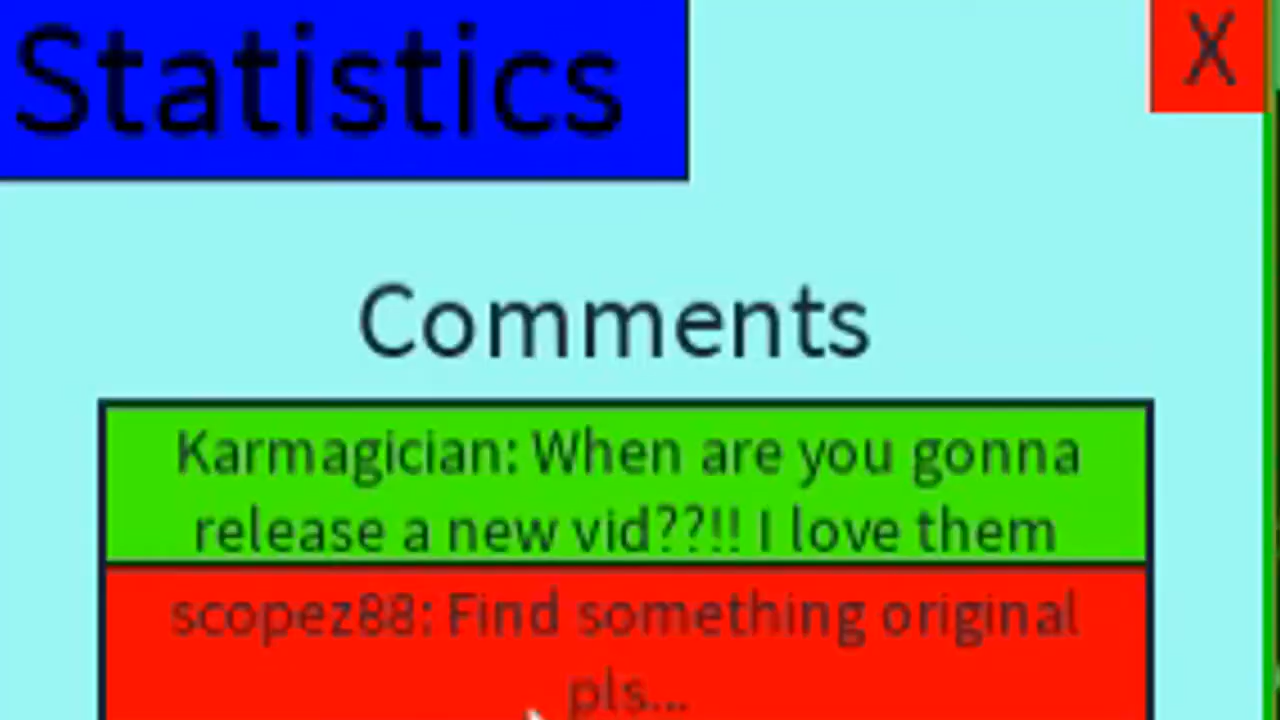 Statistics
X
Comments
Karmagician: When are you gonna
release a new vid??!! I love them
scopez88: Find something original
pls...